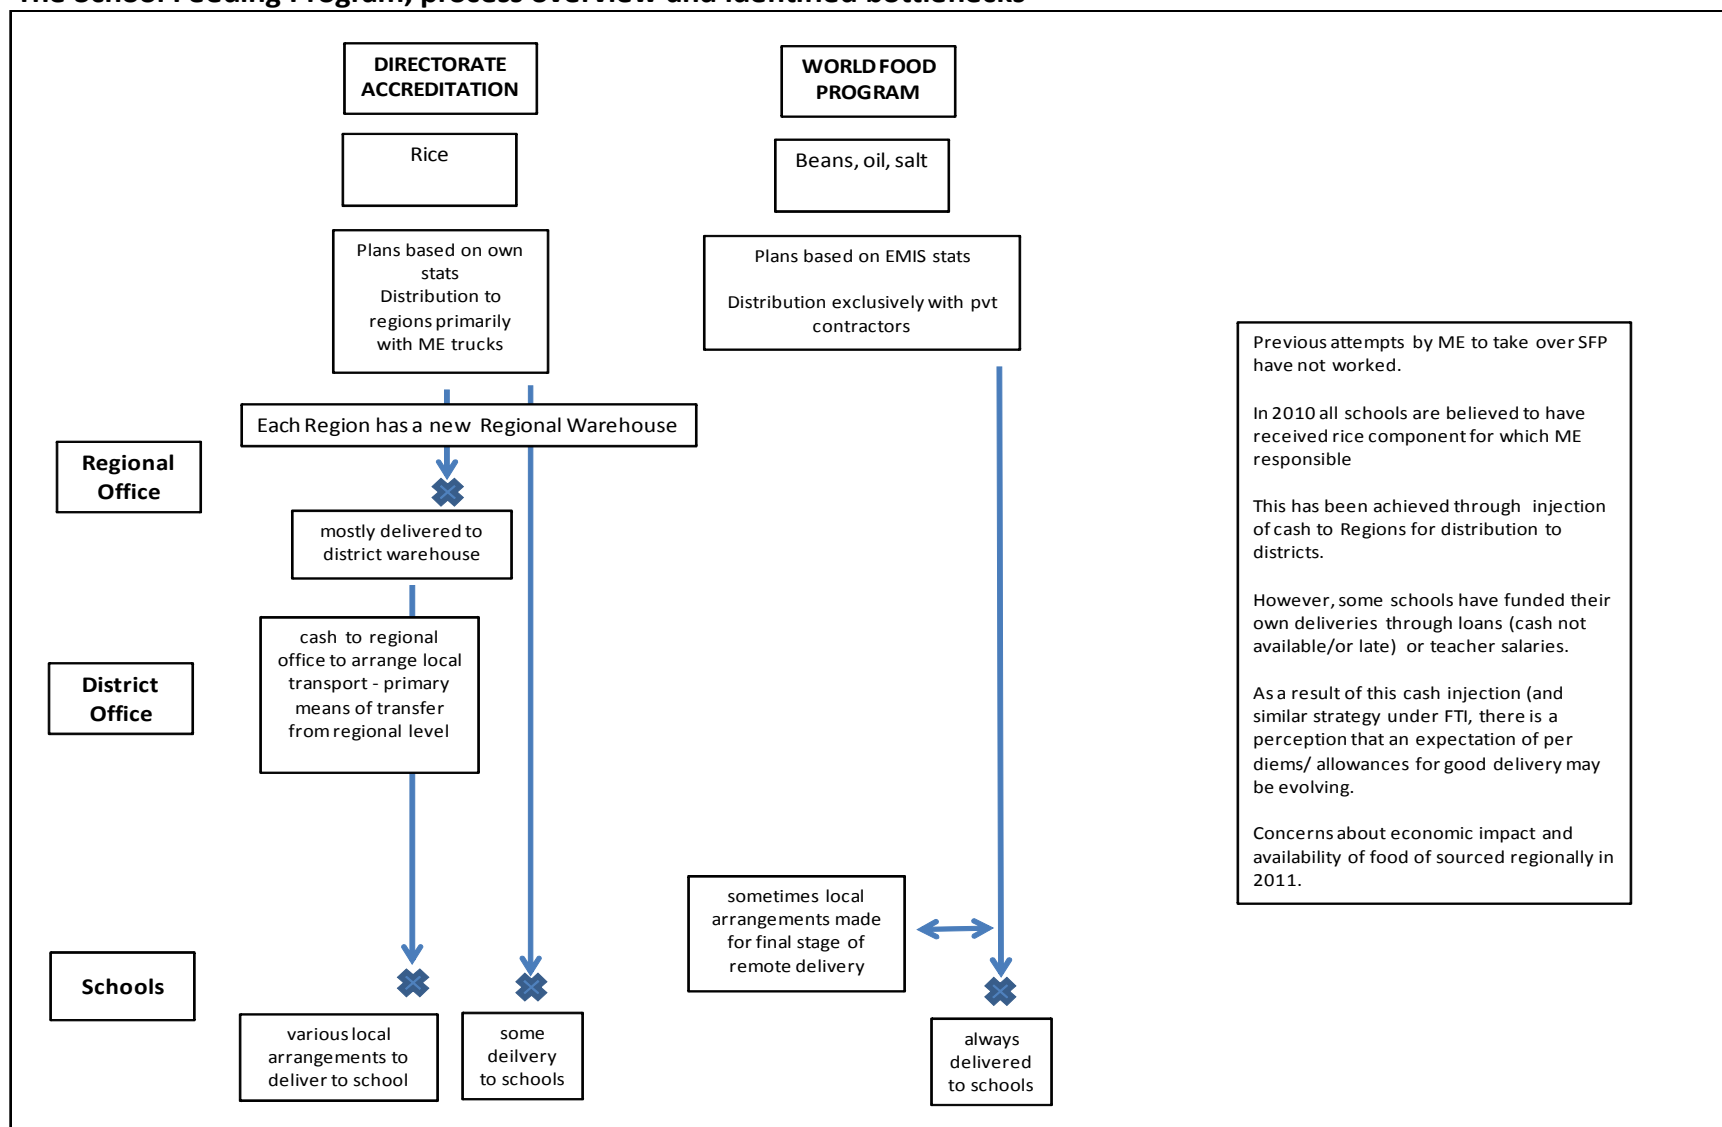 The School Feeding Program, process overview and identified bottlenecks
DIRECTORATE
ACCREDITATION
WORLD FOOD
PROGRAM
Rice
Beans, oil, salt
Plans based on own
stats
Distribution to
regions primarily
with ME trucks
Plans based on EMIS stats
Distribution exclusively with pvt
contractors
Each Region has a new Regional Warehouse
Regional
Office
mostly delivered to
district warehouse
cash to regional
office to arrange local
transport - primary
means of transfer
from regional level
District
Office
sometimes local
arrangements made
for final stage of
remote delivery
Schools
various local
arrangements to
deliver to school
some
deilvery
to schools
always
delivered
to schools
Previous attempts by ME to take over SFP
have not worked.
In 2010 all schools are believed to have
received rice component for which ME
responsible
This has been achieved through injection
of cash to Regions for distribution to
districts.
However, some schools have funded their
own deliveries through loans (cash not
available/or late) or teacher salaries.
As a result of this cash injection (and
similar strategy under FTI, there is a
perception that an expectation of per
diems/ allowances for good delivery may
be evolving.
Concerns about economic impact and
availability of food of sourced regionally in
2011.